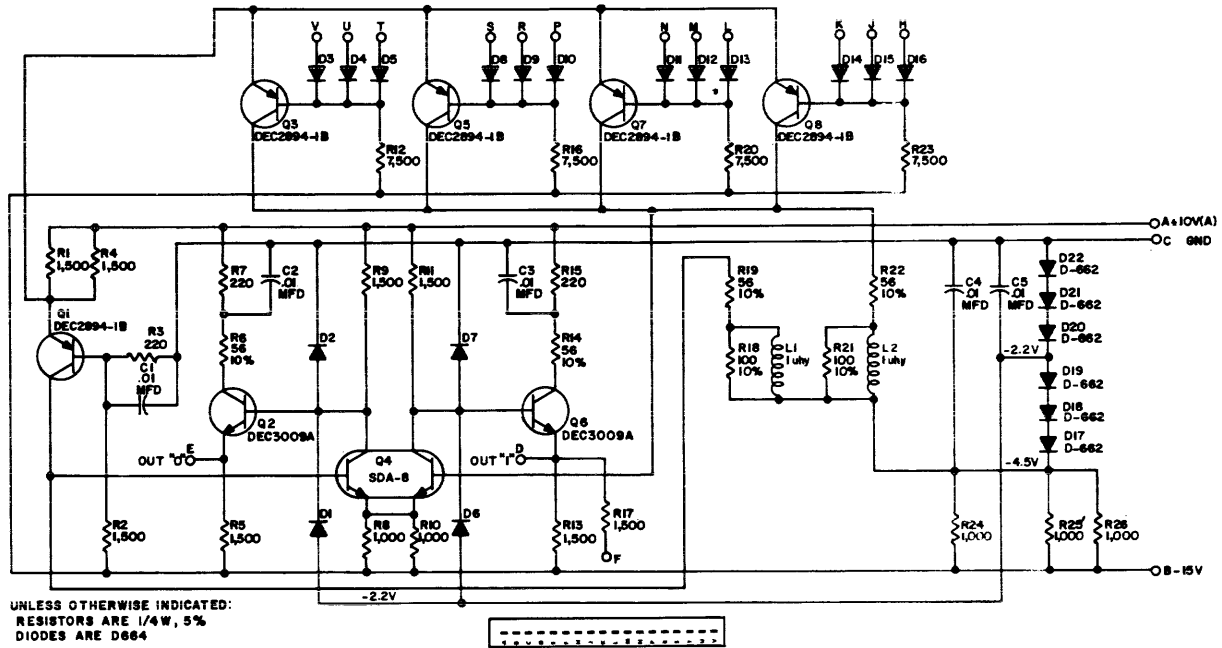 V U T S R P N M L K J H
D3 D4 D5 D8 D9 D10 D11 D12 D13 D14 D15 D16
Q3
DEC2894-1B
Q5
DEC2894-1B
Q7
DEC2894-1B
Q8
DEC2894-1B
R12
7,500
R16
7,500
R20
7,500
R23
7,500
A+10V(A)
C GND
R1
1,500
R4
1,500
R7
220
C2
.01
MFD
R9
1,500
R11
1,500
C3
.01
MFD
R15
220
R19
56
10%
R22
56
10%
C4
.01
MFD
C5
.01
MFD
D22
D-662
D21
D-662
D20
D-662
Q1
DEC2894-1B
R3
220
C1
.01
MFD
R6
56
10%
D2
D7
R14
56
10%
R18
100
10%
L1
1uhy
R21
100
10%
L2
1uhy
-2.2V
D19
D-662
D18
D-662
D17
D-662
Q2
DEC3009A
Q6
DEC3009A
OUT "0" E
Q4
SDA-8
OUT "1" D
-4.5V
R2
1,500
R5
1,500
D1
R8
1,000
R10
1,000
D6
R13
1,500
R17
1,500
F
R24
1,000
R25
1,000
R26
1,000
B-15V
-2.2V
UNLESS OTHERWISE INDICATED:
RESISTORS ARE 1/4W, 5%
DIODES ARE D664